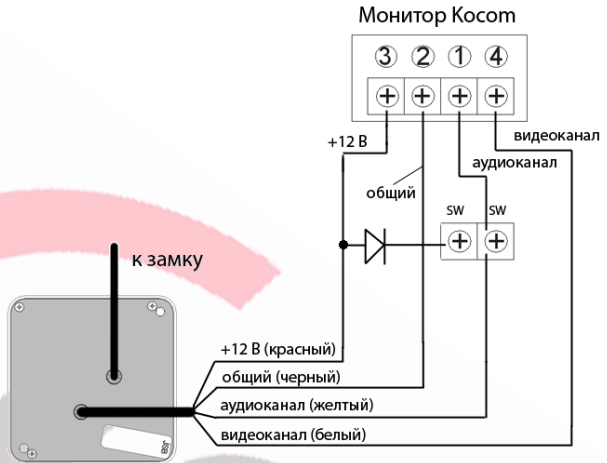 Монитор Kocom
3 2 1 4
+12 В
видеоканал
аудиоканал
общий
SW SW
к замку
+12 В (красный)
общий (черный)
аудиоканал (желтый)
видеоканал (белый)